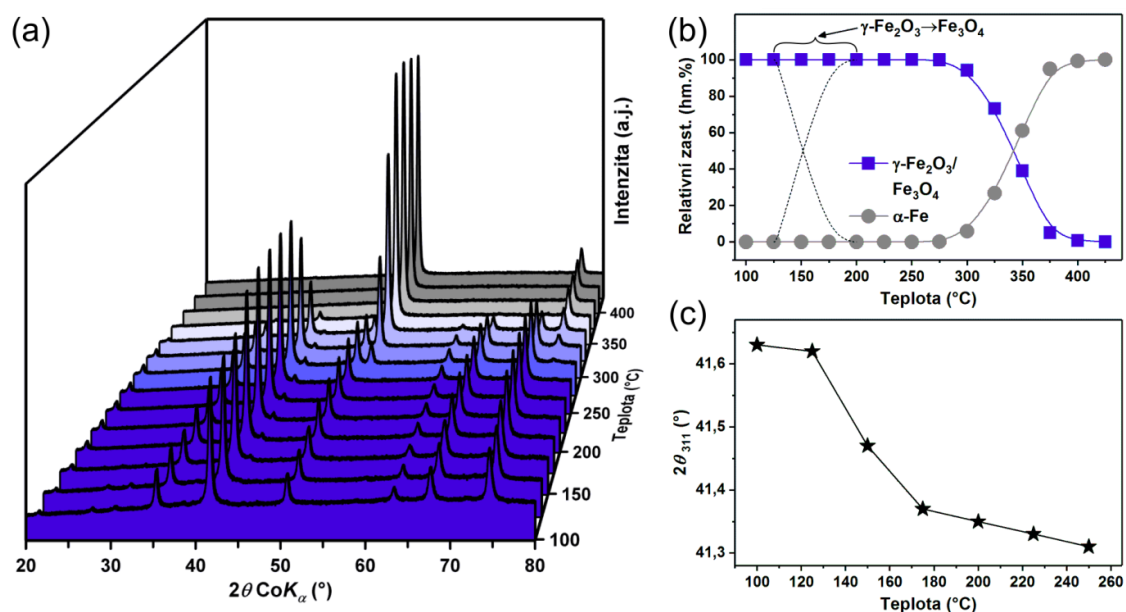 (a)
Intenzita (a.j.)
400
350
300
250
200
150
100
Teplota (°C)
20 30 40 50 60 70 80
2θ CoKα (°)
(b)
γ-Fe₂O₃→Fe₃O₄
Relativní zast. (hm.%)
100
80
60
40
20
0
γ-Fe₂O₃/
Fe₃O₄
α-Fe
100 150 200 250 300 350 400
Teplota (°C)
(c)
2θ₃₁₁ (°)
41,6
41,5
41,4
41,3
100 120 140 160 180 200 220 240 260
Teplota (°C)